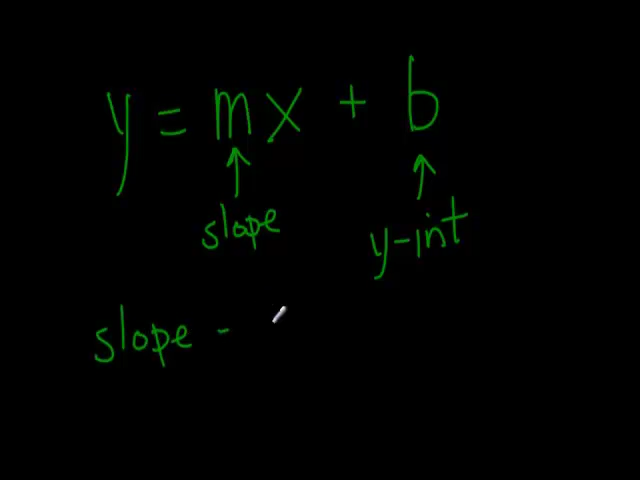 y = mx + b
slope y-int
slope -